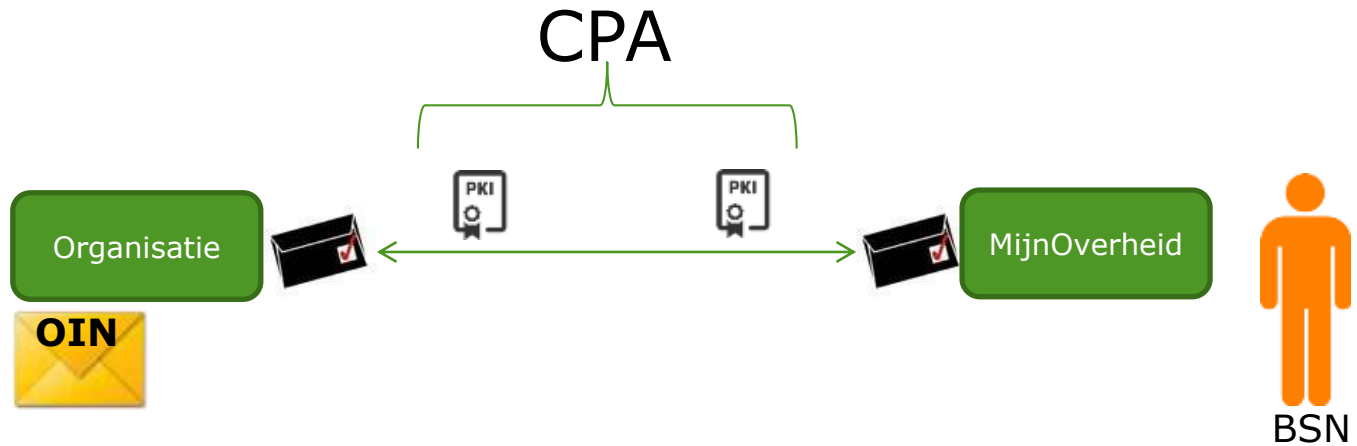 CPA
PKI
PKI
Organisatie
MijnOverheid
OIN
BSN